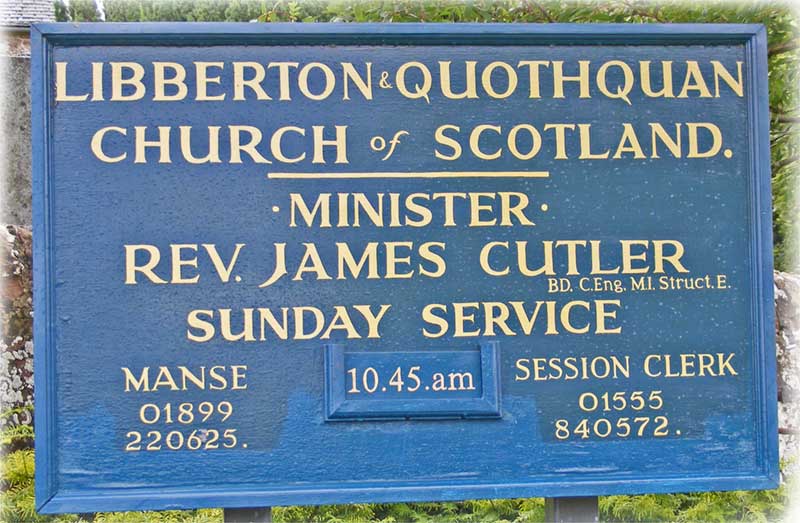 LIBBERTON & QUOTHQUAN
CHURCH of SCOTLAND.
· MINISTER ·
REV. JAMES CUTLER
BD. C.Eng. M.I. Struct. E.
SUNDAY SERVICE
10.45.am
MANSE
01899
220625.
SESSION CLERK
01555
840572.